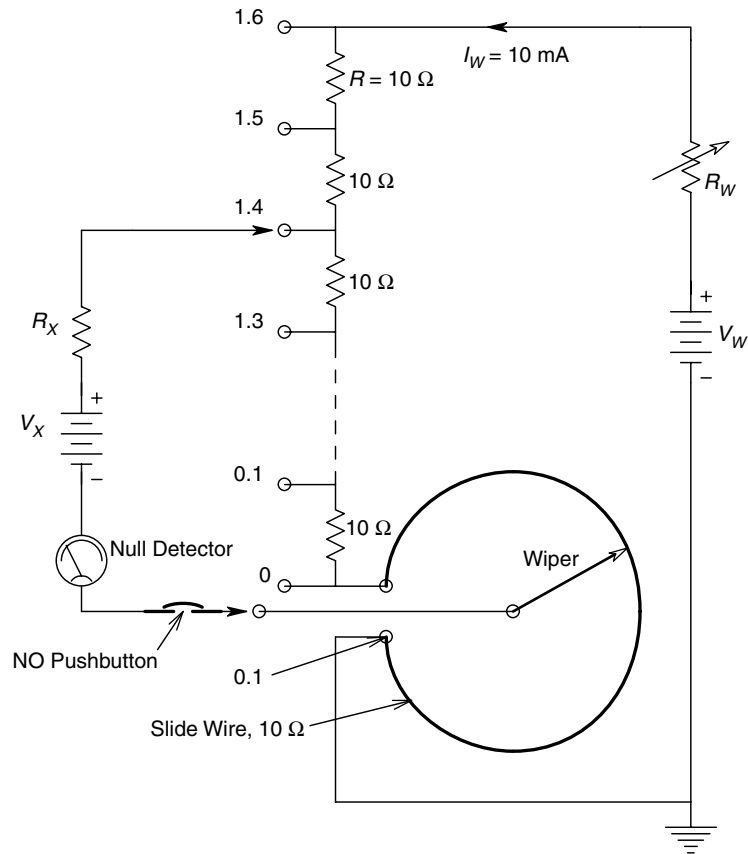 1.6
I_W = 10 mA
R = 10 Ω
1.5
10 Ω
R_W
1.4
10 Ω
+
R_X
1.3
V_W
−
+
V_X
−
0.1
10 Ω
Null Detector
Wiper
0
NO Pushbutton
0.1
Slide Wire, 10 Ω